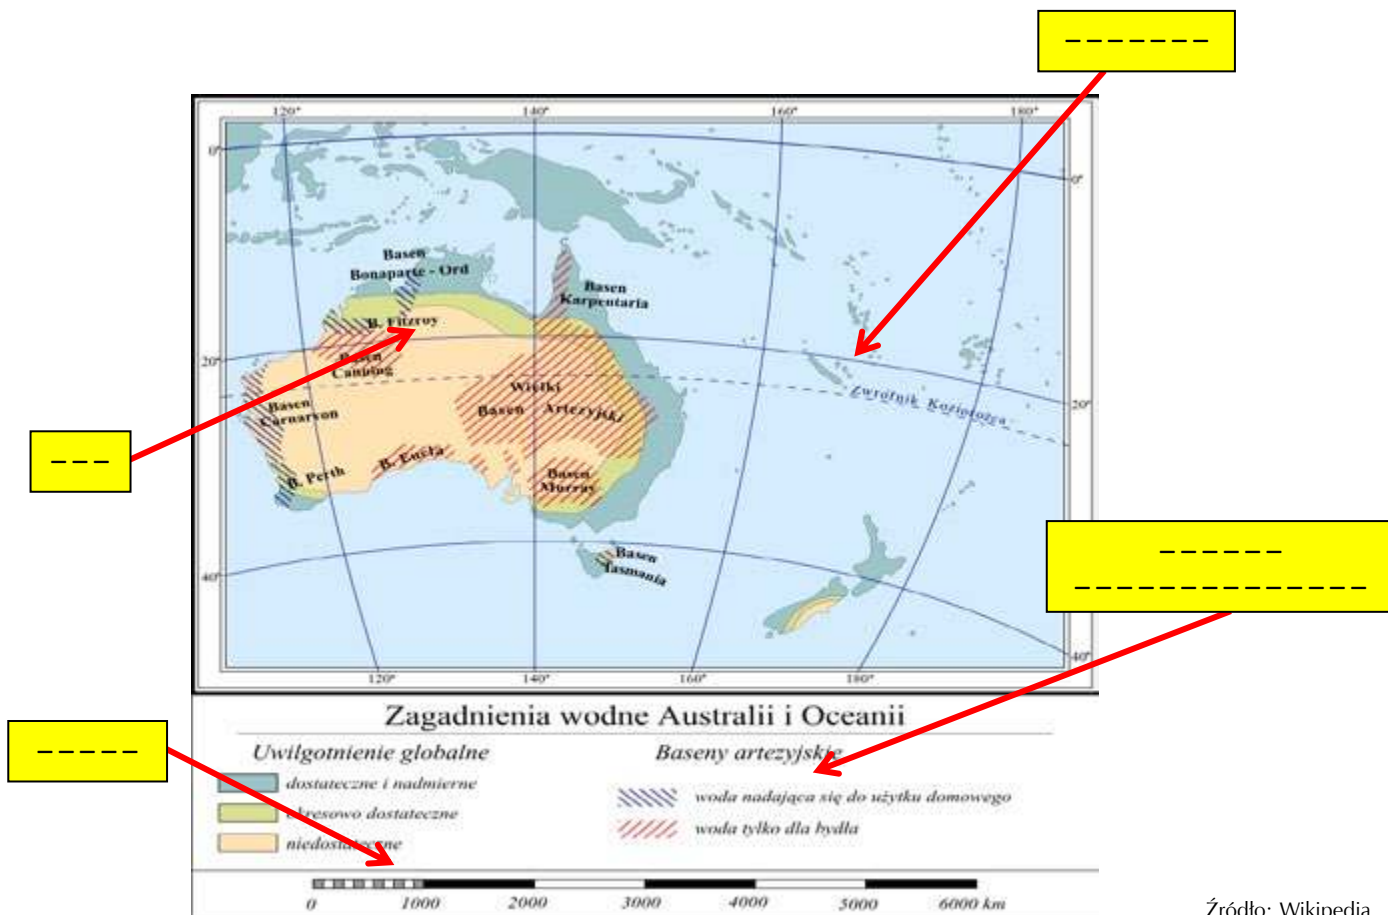 -------
120° 140° 160° 180°
0°
0°
Basen
Bonaparte - Ord
Basen
Karpentaria
B. Fitzroy
20°
Basen
Canning
Wielki
Basen Artezyjski
Zwrotnik Koziorożca
20°
Basen
Carnarvon
---
B. Perth
B. Eucla
Basen
Murray
Basen
Tasmania
------
--------------
40°
40°
120° 140° 160° 180°
Zagadnienia wodne Australii i Oceanii
-----
Uwilgotnienie globalne
dostateczne i nadmierne
okresowo dostateczne
niedostateczne
Baseny artezyjskie
woda nadająca się do użytku domowego
woda tylko dla bydła
0 1000 2000 3000 4000 5000 6000 km
Źródło: Wikipedia